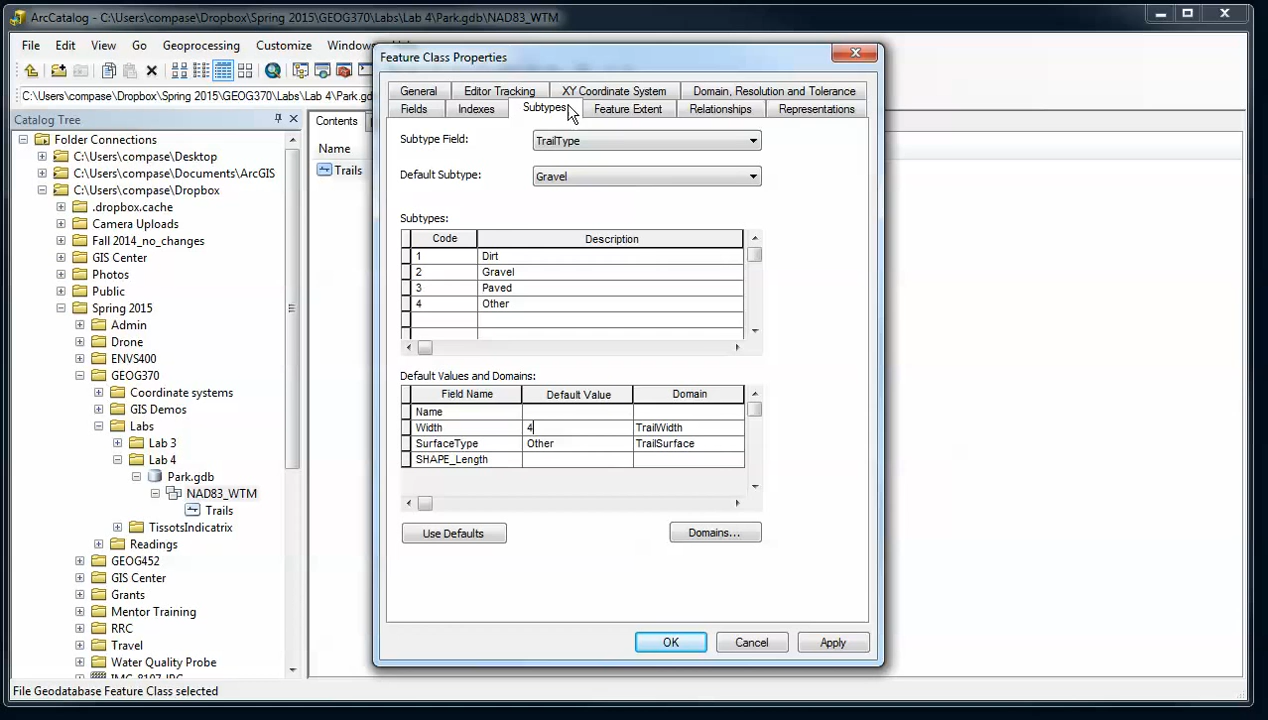 ArcCatalog - C:\Users\compase\Dropbox\Spring 2015\GEOG370\Labs\Lab 4\Park.gdb\NAD83_WTM
File Edit View Go Geoprocessing Customize Windows
C:\Users\compase\Dropbox\Spring 2015\GEOG370\Labs\Lab 4\Park.gd
Catalog Tree
Folder Connections
C:\Users\compase\Desktop
C:\Users\compase\Documents\ArcGIS
C:\Users\compase\Dropbox
.dropbox.cache
Camera Uploads
Fall 2014_no_changes
GIS Center
Photos
Public
Spring 2015
Admin
Drone
ENVS400
GEOG370
Coordinate systems
GIS Demos
Labs
Lab 3
Lab 4
Park.gdb
NAD83_WTM
Trails
TissotsIndicatrix
Readings
GEOG452
GIS Center
Grants
Mentor Training
RRC
Travel
Water Quality Probe
File Geodatabase Feature Class selected
Contents
Name
Trails
Feature Class Properties
General Editor Tracking XY Coordinate System Domain, Resolution and Tolerance
Fields Indexes Subtypes Feature Extent Relationships Representations
Subtype Field: TrailType
Default Subtype: Gravel
Subtypes:
Code Description
1 Dirt
2 Gravel
3 Paved
4 Other
Default Values and Domains:
Field Name Default Value Domain
Name
Width 4 TrailWidth
SurfaceType Other TrailSurface
SHAPE_Length
Use Defaults Domains...
OK Cancel Apply